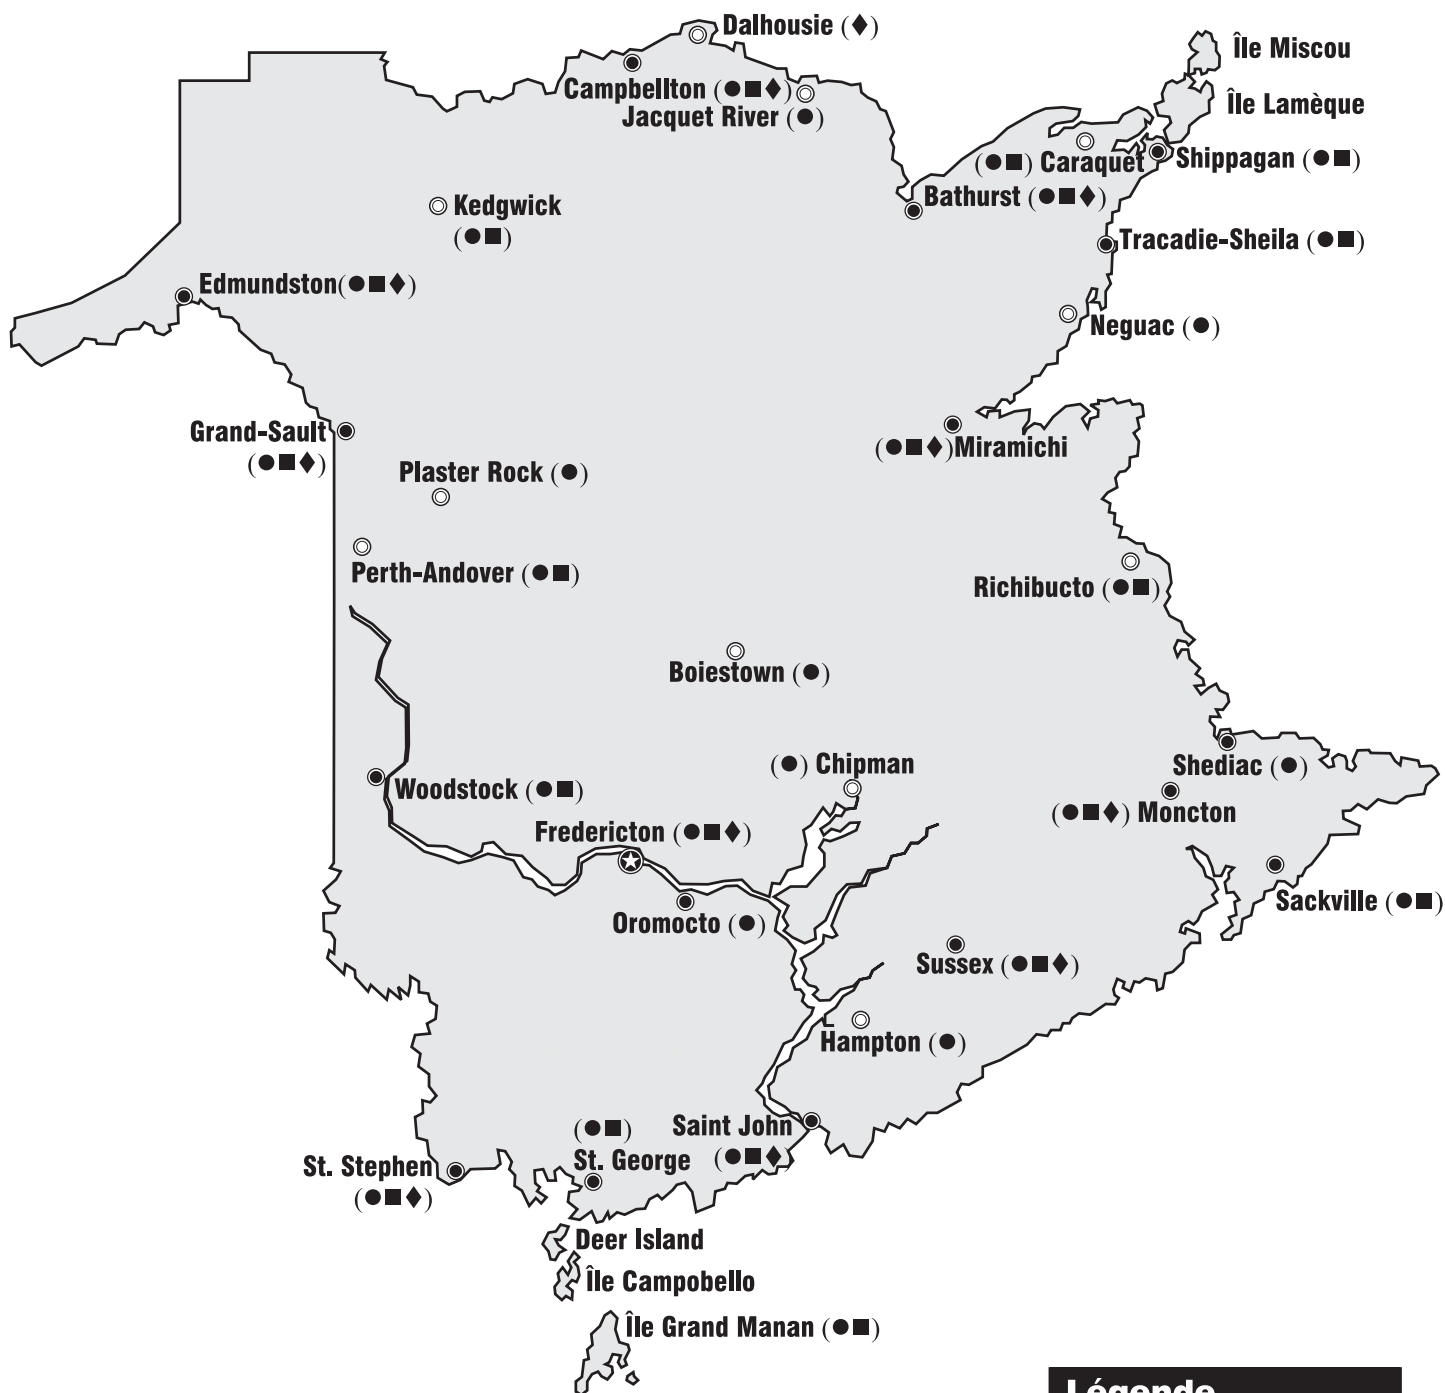 Dalhousie (♦)
Île Miscou
Campbellton (●■♦)
Île Lamèque
Jacquet River (●)
(●■) Caraquet
Shippagan (●■)
Bathurst (●■♦)
Kedgwick
(●■)
Tracadie-Sheila (●■)
Edmundston(●■♦)
Neguac (●)
Grand-Sault
(●■♦)
(●■♦)Miramichi
Plaster Rock (●)
Perth-Andover (●■)
Richibucto (●■)
Boiestown (●)
(●) Chipman
Shediac (●)
Woodstock (●■)
(●■♦) Moncton
Fredericton (●■♦)
Sackville (●■)
Oromocto (●)
Sussex (●■♦)
L
Hampton (●)
(●■)
St. George
Saint John
(●■♦)
St. Stephen
(●■♦)
Deer Island
Île Campobello
Île Grand Manan (●■)
Légende